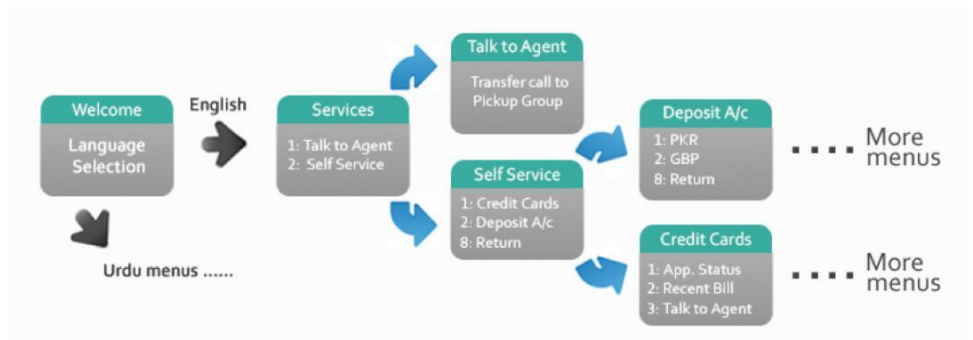 Welcome
Language
Selection
English
Urdu menus ......
Services
1: Talk to Agent
2: Self Service
Talk to Agent
Transfer call to
Pickup Group
Self Service
1: Credit Cards
2: Deposit A/c
8: Return
Deposit A/c
1: PKR
2: GBP
8: Return
.... More
menus
Credit Cards
1: App. Status
2: Recent Bill
3: Talk to Agent
.... More
menus